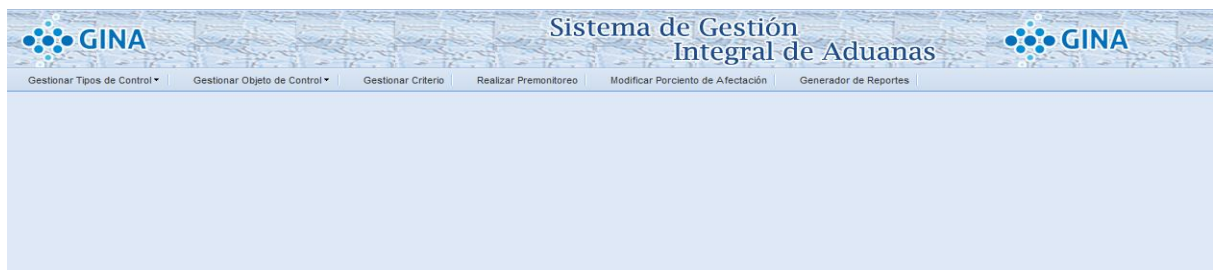 GINA
Sistema de Gestión
Integral de Aduanas
GINA
Gestionar Tipos de Control Gestionar Objeto de Control Gestionar Criterio Realizar Premonitoreo Modificar Porciento de Afectación Generador de Reportes